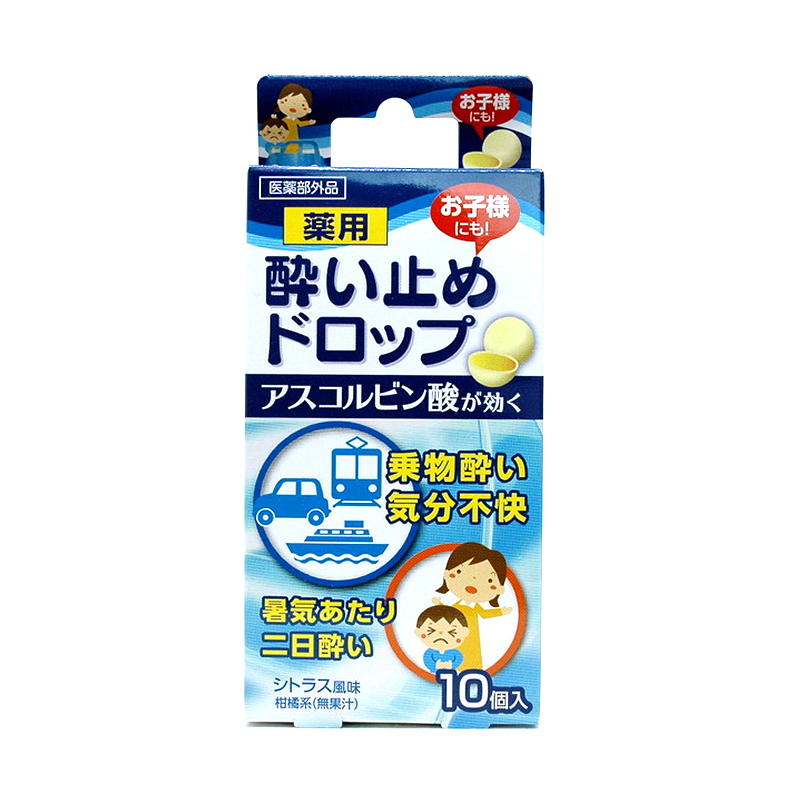 お子様
にも!
医薬部外品
お子様
にも!
薬用
酔い止め
ドロップ
アスコルビン酸が効く
乗物酔い
気分不快
暑気あたり
二日酔い
シトラス風味
柑橘系(無果汁)
10個入